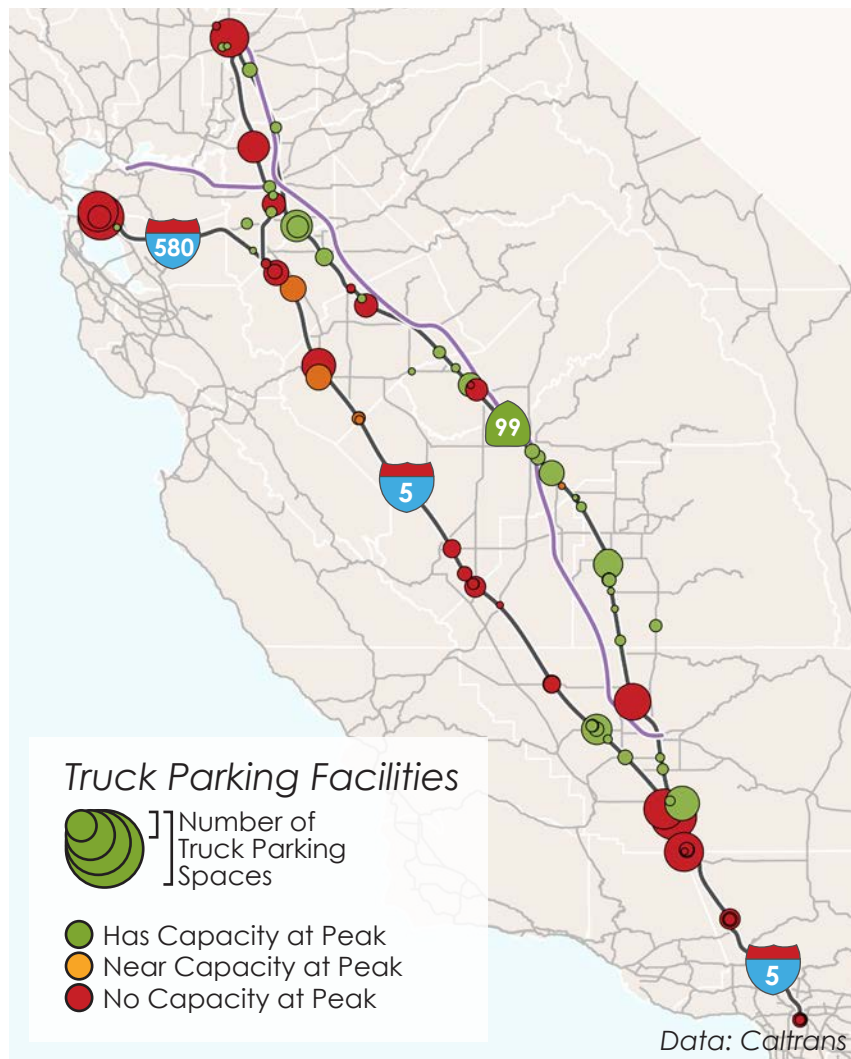 580
99
5
Truck Parking Facilities
Number of
Truck Parking
Spaces
Has Capacity at Peak
Near Capacity at Peak
No Capacity at Peak
5
Data: Caltrans